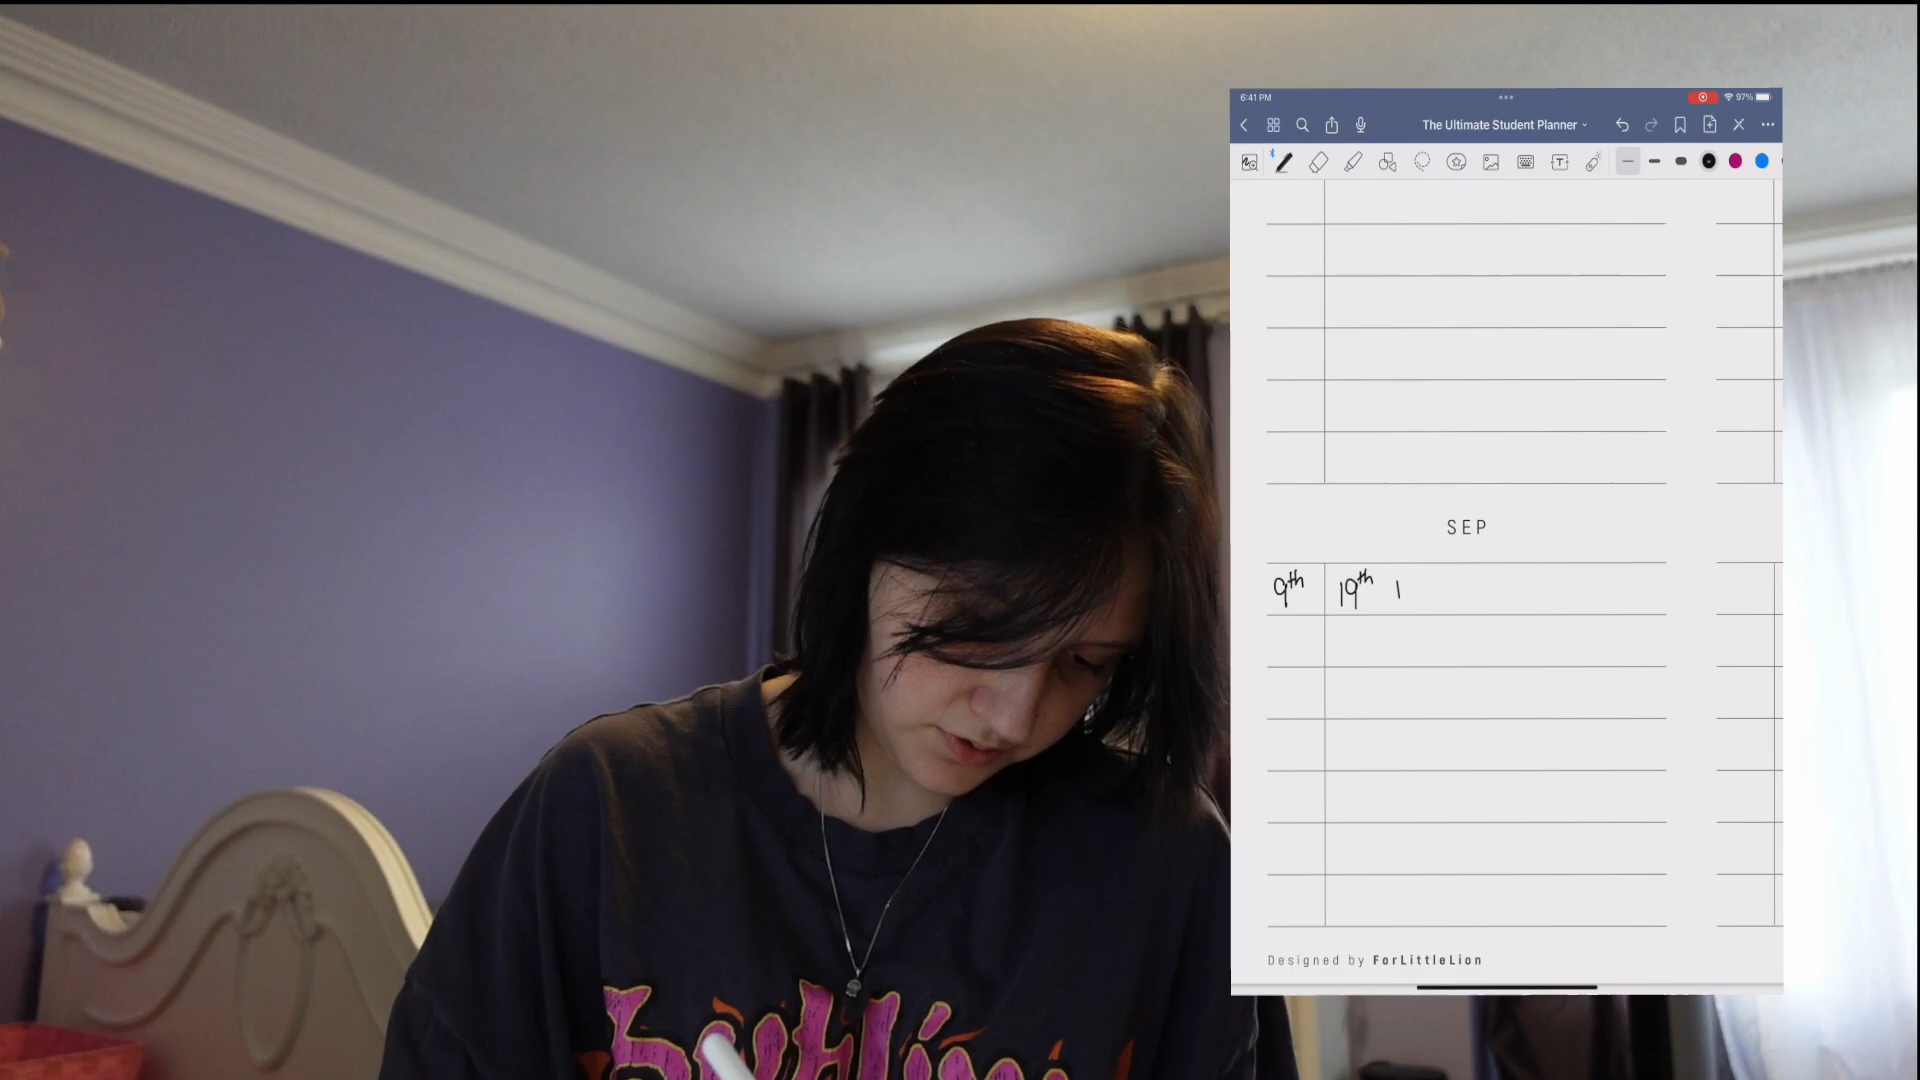 6:41 PM
97%
The Ultimate Student Planner
SEP
9th 19th
Designed by ForLittleLion